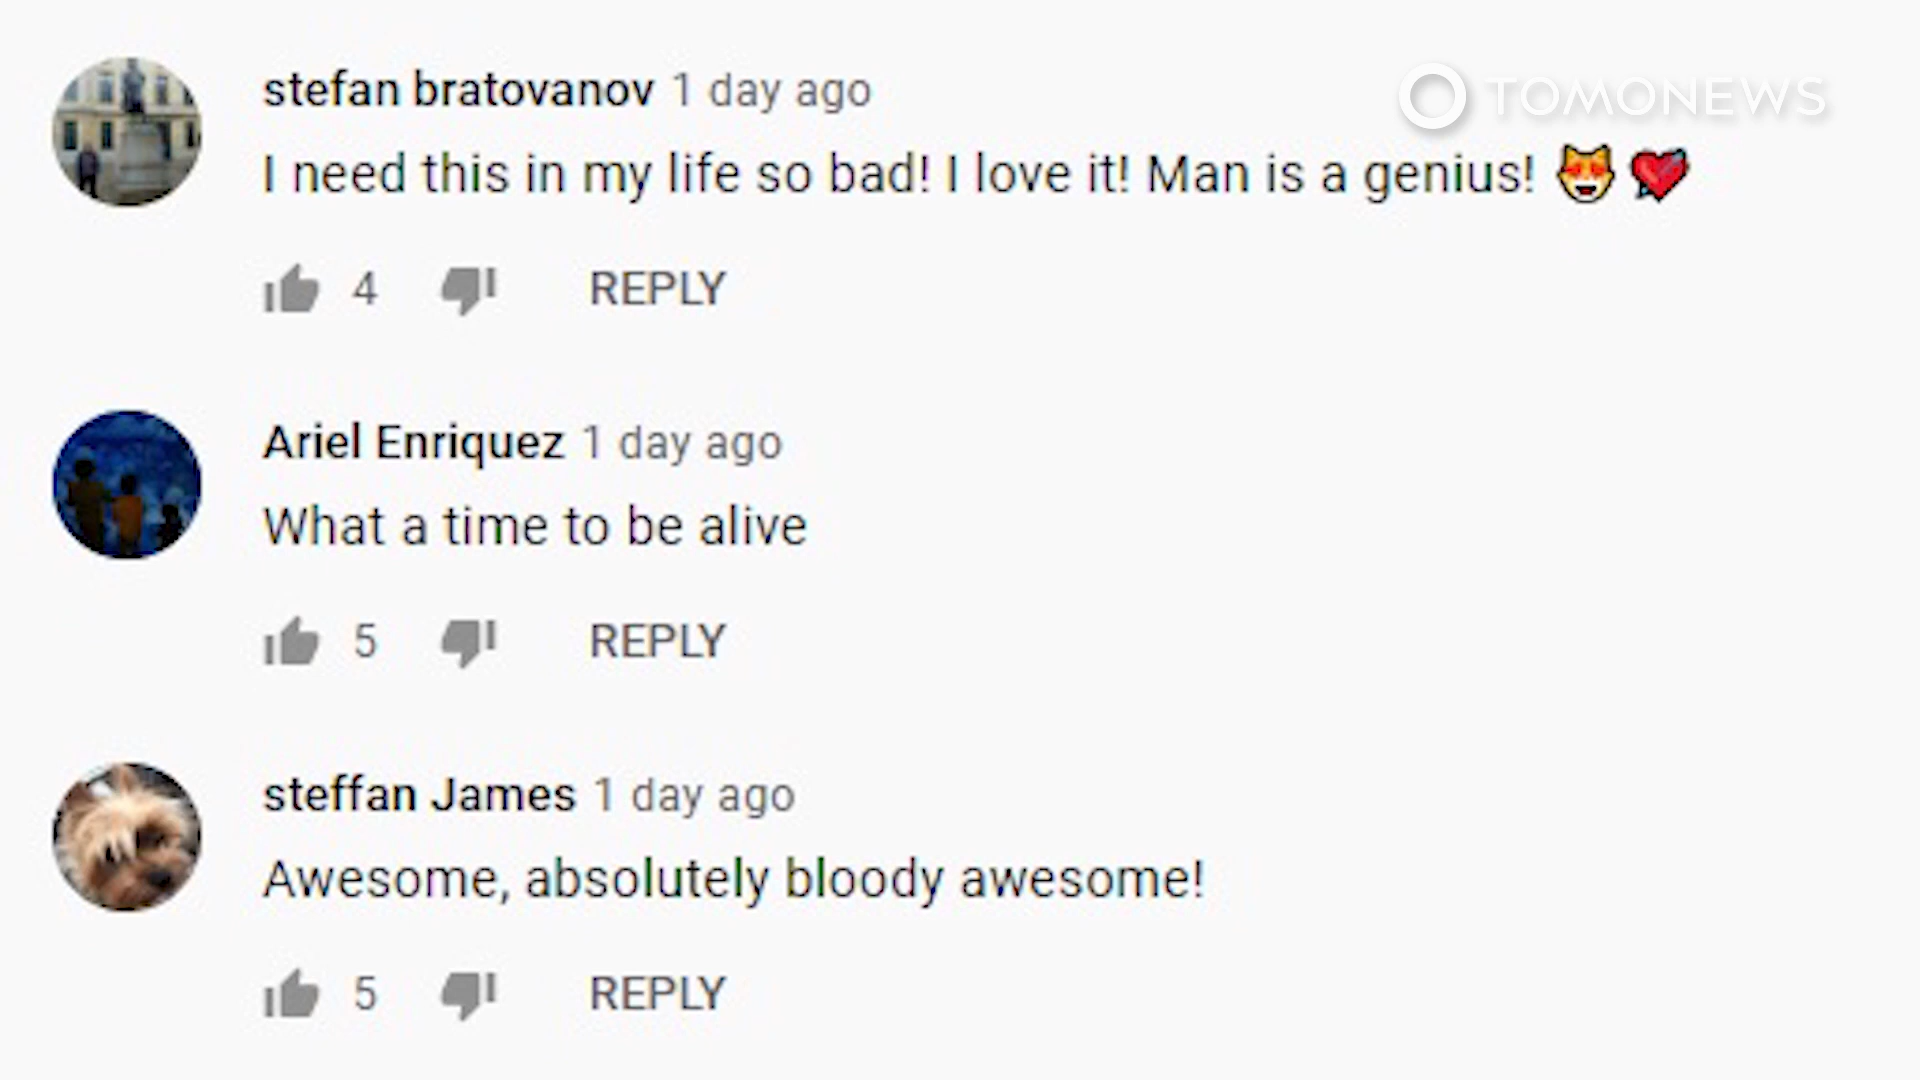 TOMONEWS
stefan bratovanov 1 day ago
I need this in my life so bad! I love it! Man is a genius! 😻 💘
4 REPLY
Ariel Enriquez 1 day ago
What a time to be alive
5 REPLY
steffan James 1 day ago
Awesome, absolutely bloody awesome!
5 REPLY